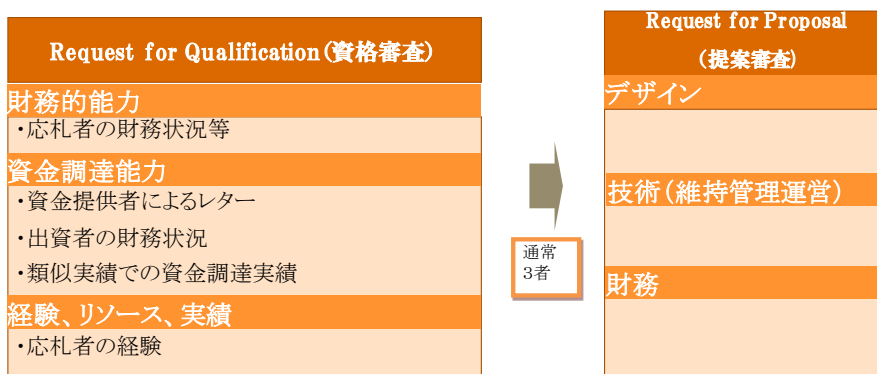 Request for Qualification(資格審査)
財務的能力
・応札者の財務状況等
資金調達能力
・資金提供者によるレター
・出資者の財務状況
・類似実績での資金調達実績
経験、リソース、実績
・応札者の経験
通常
3者
Request for Proposal
(提案審査)
デザイン
技術(維持管理運営)
財務